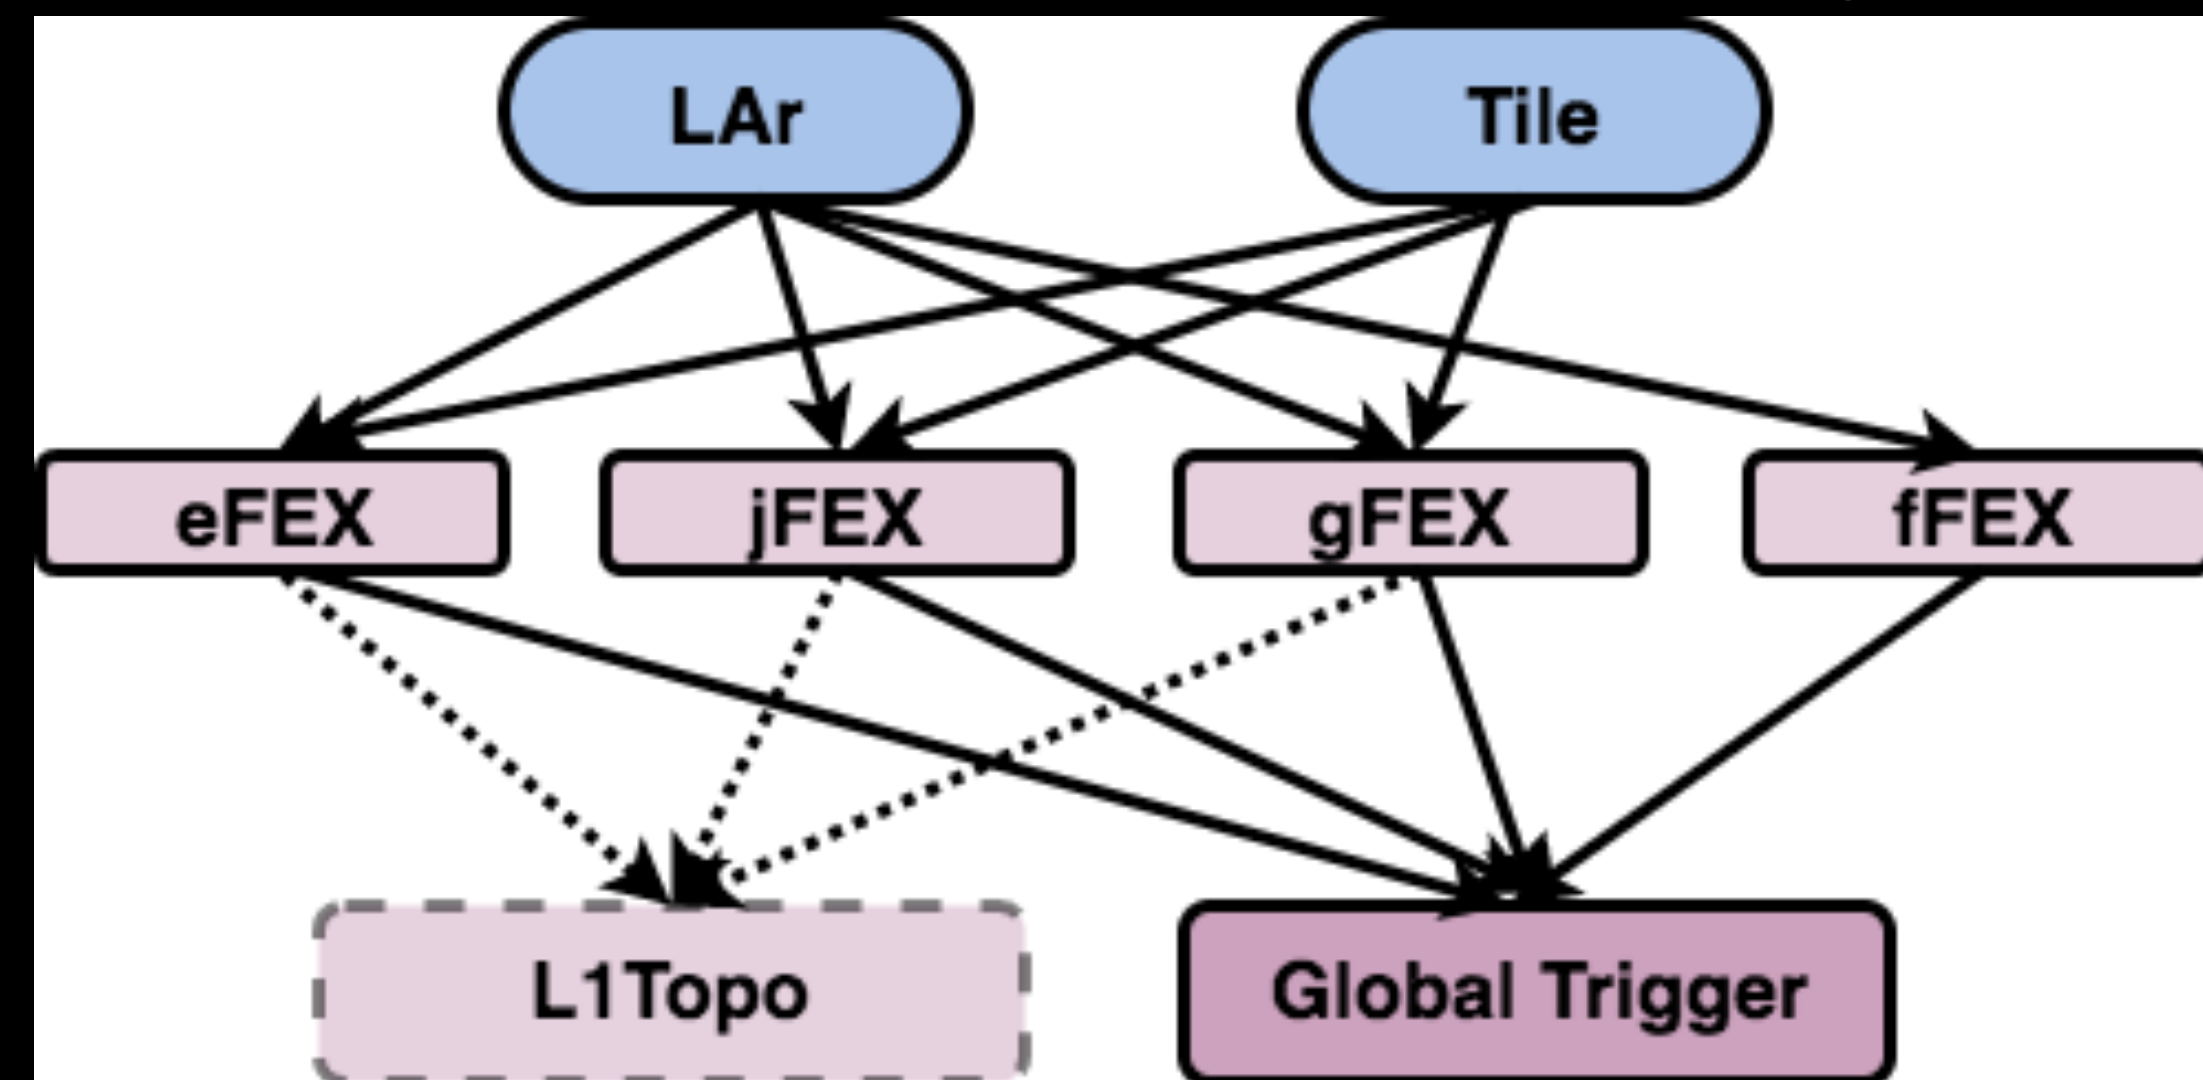 LAr
Tile
eFEX
jFEX
gFEX
fFEX
L1Topo
Global Trigger